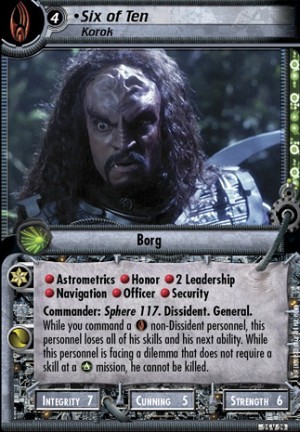 4
•Six of Ten
Korok
Borg
Astrometrics Honor 2 Leadership
Navigation Officer Security
Commander: Sphere 117. Dissident. General.
While you command a non-Dissident personnel, this
personnel loses all of his skills and his next ability. While
this personnel is facing a dilemma that does not require a
skill at a mission, he cannot be killed.
INTEGRITY 7 CUNNING 5 STRENGTH 6